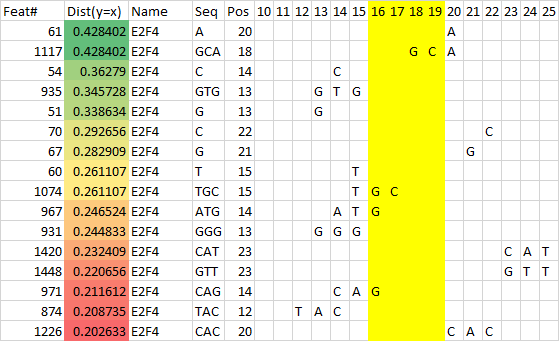 Feat# Dist(y=x) Name Seq Pos 10 11 12 13 14 15 16 17 18 19 20 21 22 23 24 25
61 0.428402 E2F4 A 20 A
1117 0.428402 E2F4 GCA 18 G C A
54 0.36279 E2F4 C 14 C
935 0.345728 E2F4 GTG 13 G T G
51 0.338634 E2F4 G 13 G
70 0.292656 E2F4 C 22 C
67 0.282909 E2F4 G 21 G
60 0.261107 E2F4 T 15 T
1074 0.261107 E2F4 TGC 15 T G C
967 0.246524 E2F4 ATG 14 A T G
931 0.244833 E2F4 GGG 13 G G G
1420 0.232409 E2F4 CAT 23 C A T
1448 0.220656 E2F4 GTT 23 G T T
971 0.211612 E2F4 CAG 14 C A G
874 0.208735 E2F4 TAC 12 T A C
1226 0.202633 E2F4 CAC 20 C A C